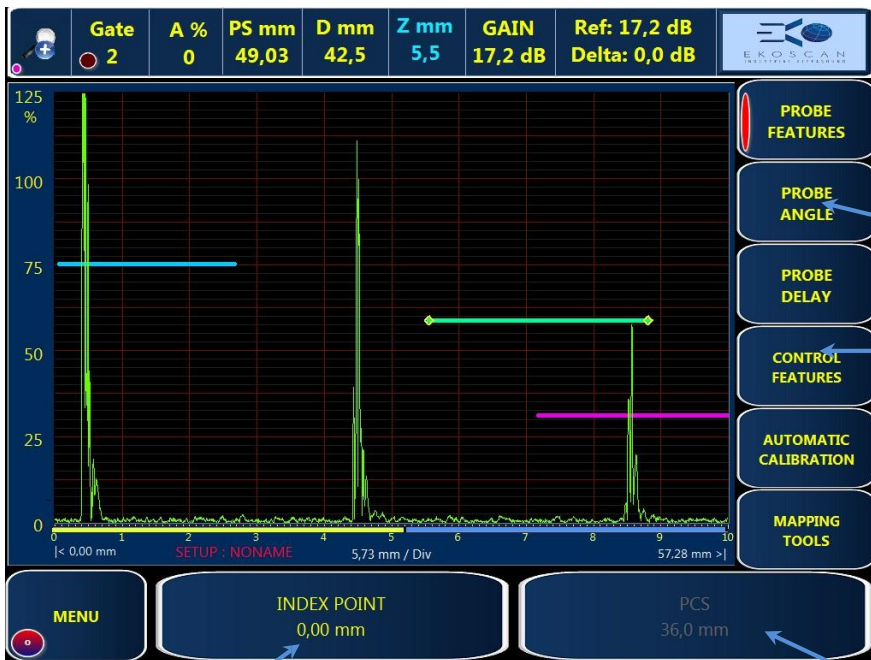 Gate
2
A %
0
PS mm
49,03
D mm
42,5
Z mm
5,5
GAIN
17,2 dB
Ref: 17,2 dB
Delta: 0,0 dB
EKOSCAN
125
%
100
75
50
25
0
0 1 2 3 4 5 6 7 8 9 10
|< 0,00 mm
SETUP : NONAME
5,73 mm / Div
57,28 mm >|
PROBE
FEATURES
PROBE
ANGLE
PROBE
DELAY
CONTROL
FEATURES
AUTOMATIC
CALIBRATION
MAPPING
TOOLS
MENU
INDEX POINT
0,00 mm
PCS
36,0 mm